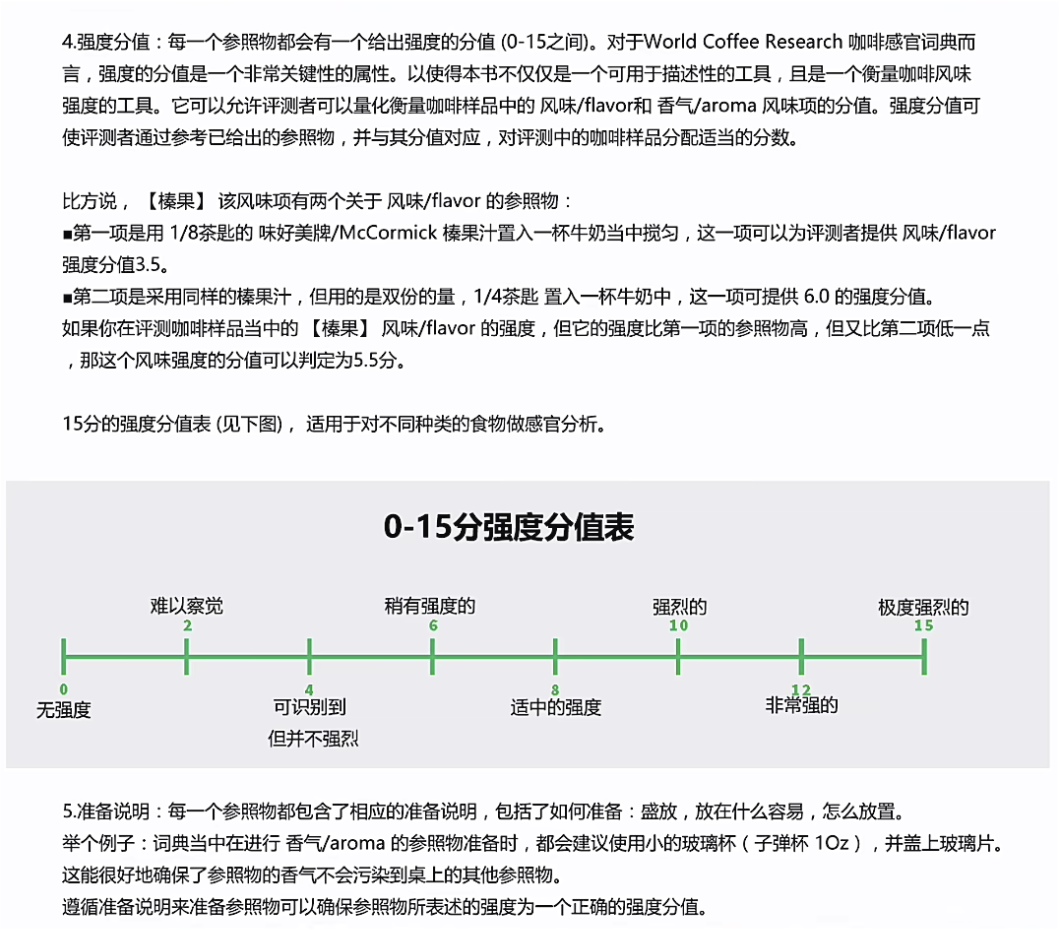 4.强度分值：每一个参照物都会有一个给出强度的分值 (0-15之间)。对于World Coffee Research 咖啡感官词典而
言，强度的分值是一个非常关键性的属性。以使得本书不仅仅是一个可用于描述性的工具，且是一个衡量咖啡风味
强度的工具。它可以允许评测者可以量化衡量咖啡样品中的 风味/flavor和 香气/aroma 风味项的分值。强度分值可
使评测者通过参考已给出的参照物，并与其分值对应，对评测中的咖啡样品分配适当的分数。
比方说， 【榛果】 该风味项有两个关于 风味/flavor 的参照物：
■第一项是用 1/8茶匙的 味好美牌/McCormick 榛果汁置入一杯牛奶当中搅匀，这一项可以为评测者提供 风味/flavor
强度分值3.5。
■第二项是采用同样的榛果汁，但用的是双份的量，1/4茶匙 置入一杯牛奶中，这一项可提供 6.0 的强度分值。
如果你在评测咖啡样品当中的 【榛果】 风味/flavor 的强度，但它的强度比第一项的参照物高，但又比第二项低一点
，那这个风味强度的分值可以判定为5.5分。
15分的强度分值表 (见下图)， 适用于对不同种类的食物做感官分析。
0-15分强度分值表
难以察觉 稍有强度的 强烈的 极度强烈的
2 6 10 15
0 4 8 12
无强度 可识别到 适中的强度 非常强的
但并不强烈
5.准备说明：每一个参照物都包含了相应的准备说明，包括了如何准备：盛放，放在什么容易，怎么放置。
举个例子：词典当中在进行 香气/aroma 的参照物准备时，都会建议使用小的玻璃杯（子弹杯 1Oz），并盖上玻璃片。
这能很好地确保了参照物的香气不会污染到桌上的其他参照物。
遵循准备说明来准备参照物可以确保参照物所表述的强度为一个正确的强度分值。